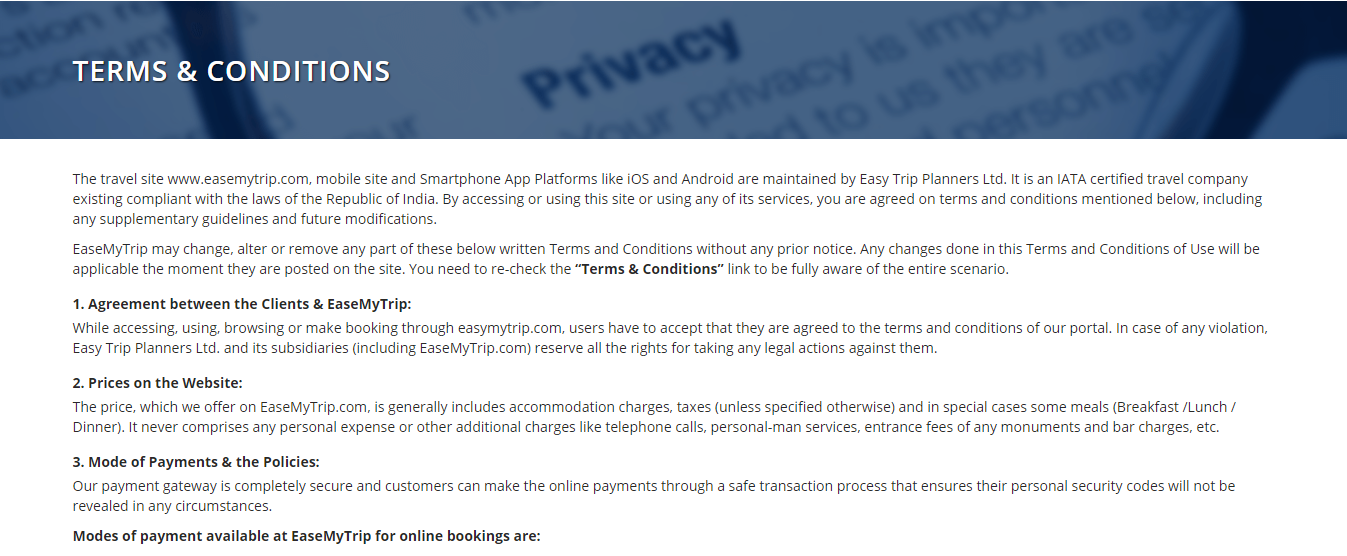 ction re
account
TERMS & CONDITIONS
Privacy
Your privacy is impor
to us they are
personnel
The travel site www.easemytrip.com, mobile site and Smartphone App Platforms like iOS and Android are maintained by Easy Trip Planners Ltd. It is an IATA certified travel company
existing compliant with the laws of the Republic of India. By accessing or using this site or using any of its services, you are agreed on terms and conditions mentioned below, including
any supplementary guidelines and future modifications.
EaseMyTrip may change, alter or remove any part of these below written Terms and Conditions without any prior notice. Any changes done in this Terms and Conditions of Use will be
applicable the moment they are posted on the site. You need to re-check the “Terms & Conditions” link to be fully aware of the entire scenario.
1. Agreement between the Clients & EaseMyTrip:
While accessing, using, browsing or make booking through easymytrip.com, users have to accept that they are agreed to the terms and conditions of our portal. In case of any violation,
Easy Trip Planners Ltd. and its subsidiaries (including EaseMyTrip.com) reserve all the rights for taking any legal actions against them.
2. Prices on the Website:
The price, which we offer on EaseMyTrip.com, is generally includes accommodation charges, taxes (unless specified otherwise) and in special cases some meals (Breakfast /Lunch /
Dinner). It never comprises any personal expense or other additional charges like telephone calls, personal-man services, entrance fees of any monuments and bar charges, etc.
3. Mode of Payments & the Policies:
Our payment gateway is completely secure and customers can make the online payments through a safe transaction process that ensures their personal security codes will not be
revealed in any circumstances.
Modes of payment available at EaseMyTrip for online bookings are: